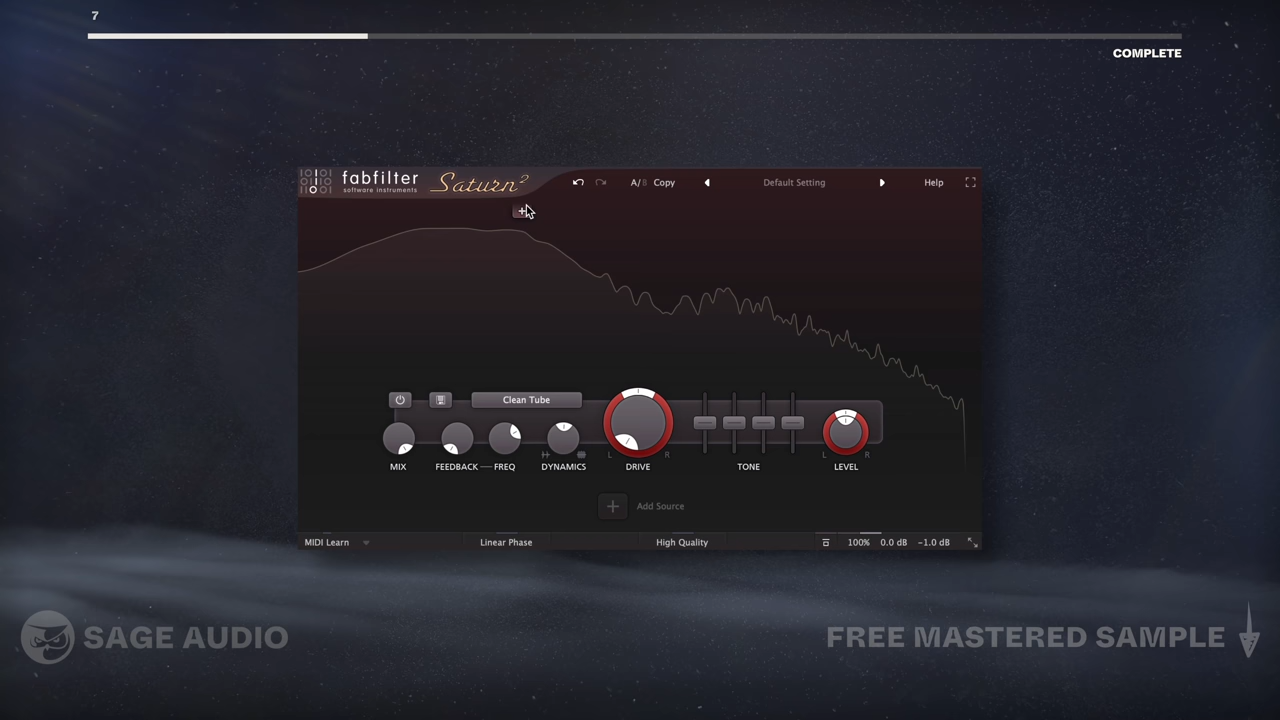 7
COMPLETE
fabfilter
software instruments
Saturn 2
A/B Copy
Default Setting
Help
+
Clean Tube
L R
L R
MIX FEEDBACK FREQ DYNAMICS DRIVE TONE LEVEL
+ Add Source
MIDI Learn Linear Phase High Quality 100% 0.0 dB -1.0 dB
SAGE AUDIO
FREE MASTERED SAMPLE